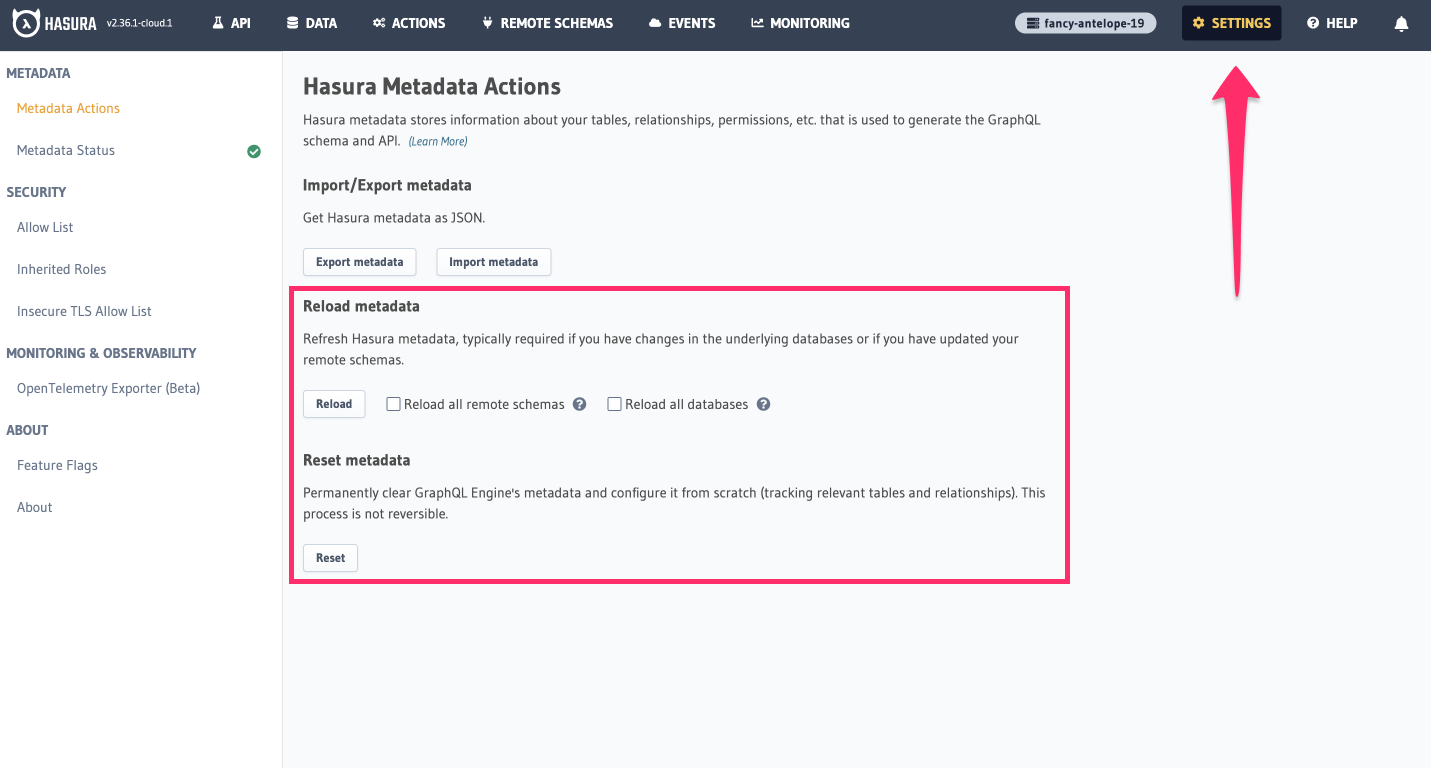 HASURA v2.36.1-cloud.1 API DATA ACTIONS REMOTE SCHEMAS EVENTS MONITORING fancy-antelope-19 SETTINGS HELP
METADATA
Metadata Actions
Metadata Status
SECURITY
Allow List
Inherited Roles
Insecure TLS Allow List
MONITORING & OBSERVABILITY
OpenTelemetry Exporter (Beta)
ABOUT
Feature Flags
About
Hasura Metadata Actions
Hasura metadata stores information about your tables, relationships, permissions, etc. that is used to generate the GraphQL
schema and API. (Learn More)
Import/Export metadata
Get Hasura metadata as JSON.
Export metadata Import metadata
Reload metadata
Refresh Hasura metadata, typically required if you have changes in the underlying databases or if you have updated your
remote schemas.
Reload Reload all remote schemas ? Reload all databases ?
Reset metadata
Permanently clear GraphQL Engine's metadata and configure it from scratch (tracking relevant tables and relationships). This
process is not reversible.
Reset